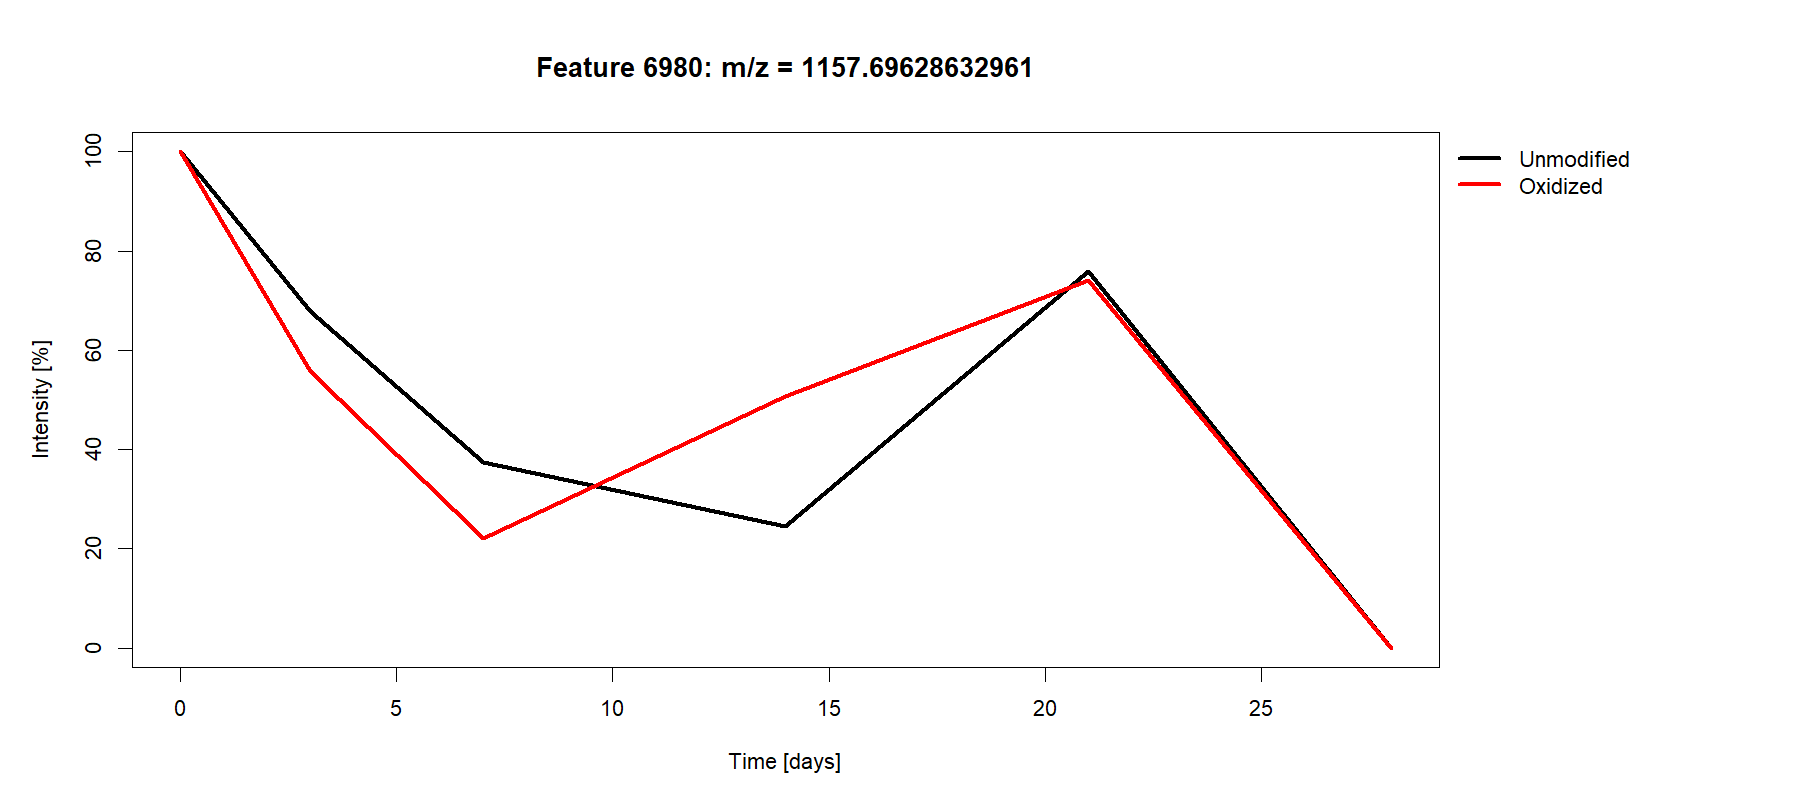 Feature 6980: m/z = 1157.69628632961
Unmodified
Oxidized
Intensity [%]
100
80
60
40
20
0
0 5 10 15 20 25
Time [days]